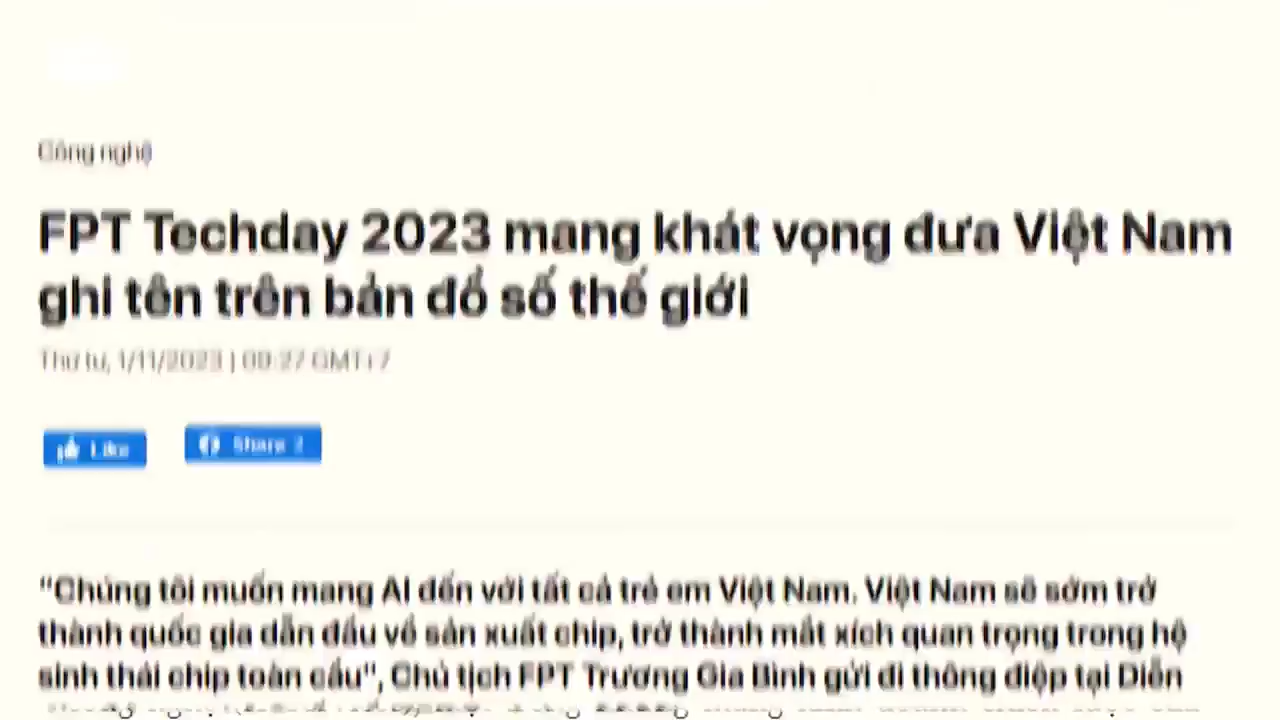 Công nghệ
FPT Techday 2023 mang khát vọng đưa Việt Nam
ghi tên trên bản đồ số thế giới
Thứ tư, 1/11/2023 | 09:27 GMT+7
Like
Share
"Chúng tôi muốn mang AI đến với tất cả trẻ em Việt Nam. Việt Nam sẽ sớm trở
thành quốc gia dẫn đầu về sản xuất chip, trở thành mắt xích quan trọng trong hệ
sinh thái chip toàn cầu", Chủ tịch FPT Trương Gia Bình gửi đi thông điệp tại Diễn